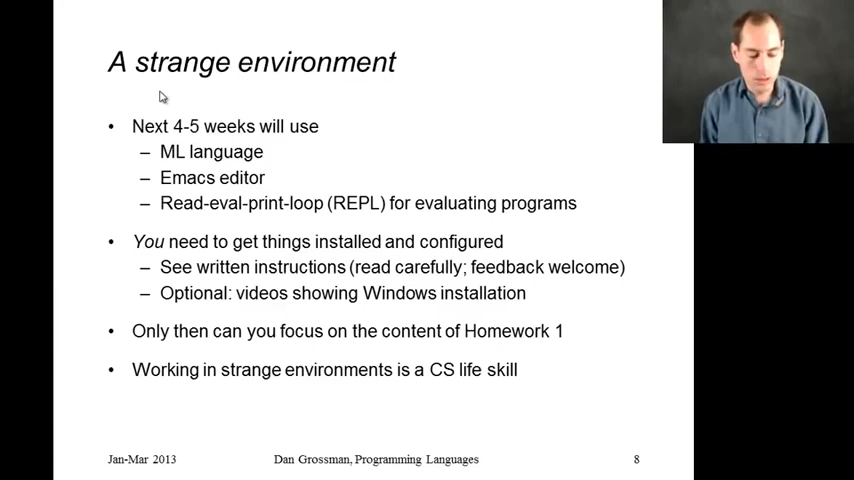 A strange environment
• Next 4-5 weeks will use
– ML language
– Emacs editor
– Read-eval-print-loop (REPL) for evaluating programs
• You need to get things installed and configured
– See written instructions (read carefully; feedback welcome)
– Optional: videos showing Windows installation
• Only then can you focus on the content of Homework 1
• Working in strange environments is a CS life skill
Jan-Mar 2013 Dan Grossman, Programming Languages 8